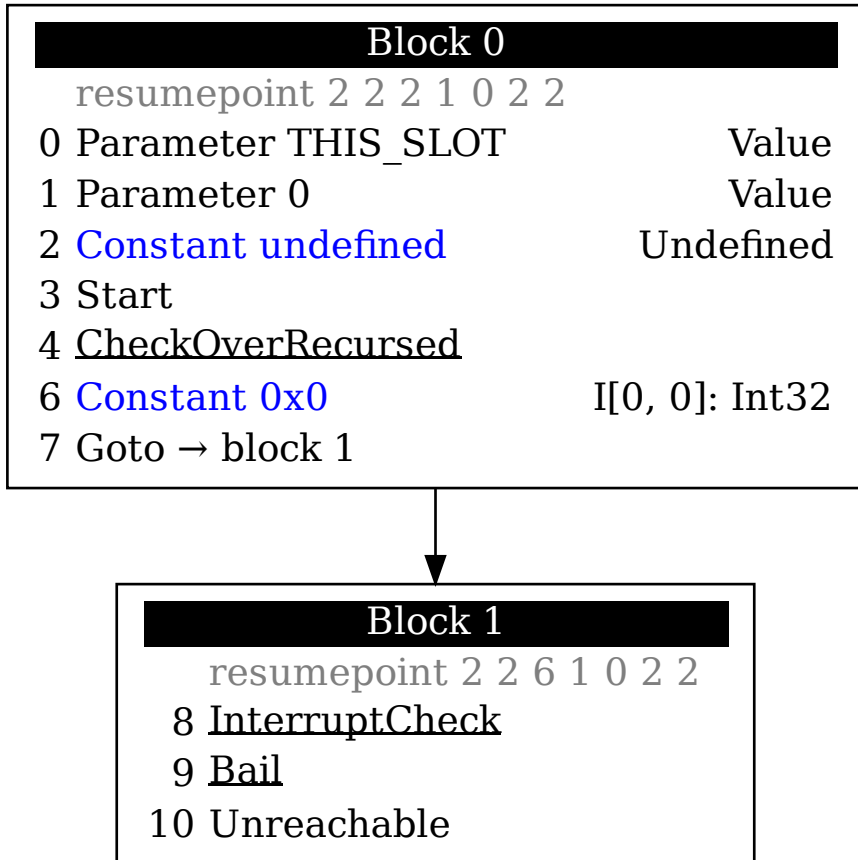 Block 0
resumepoint 2 2 2 1 0 2 2
0 Parameter THIS_SLOT Value
1 Parameter 0 Value
2 Constant undefined Undefined
3 Start
4 CheckOverRecursed
6 Constant 0x0 I[0, 0]: Int32
7 Goto → block 1
Block 1
resumepoint 2 2 6 1 0 2 2
8 InterruptCheck
9 Bail
10 Unreachable